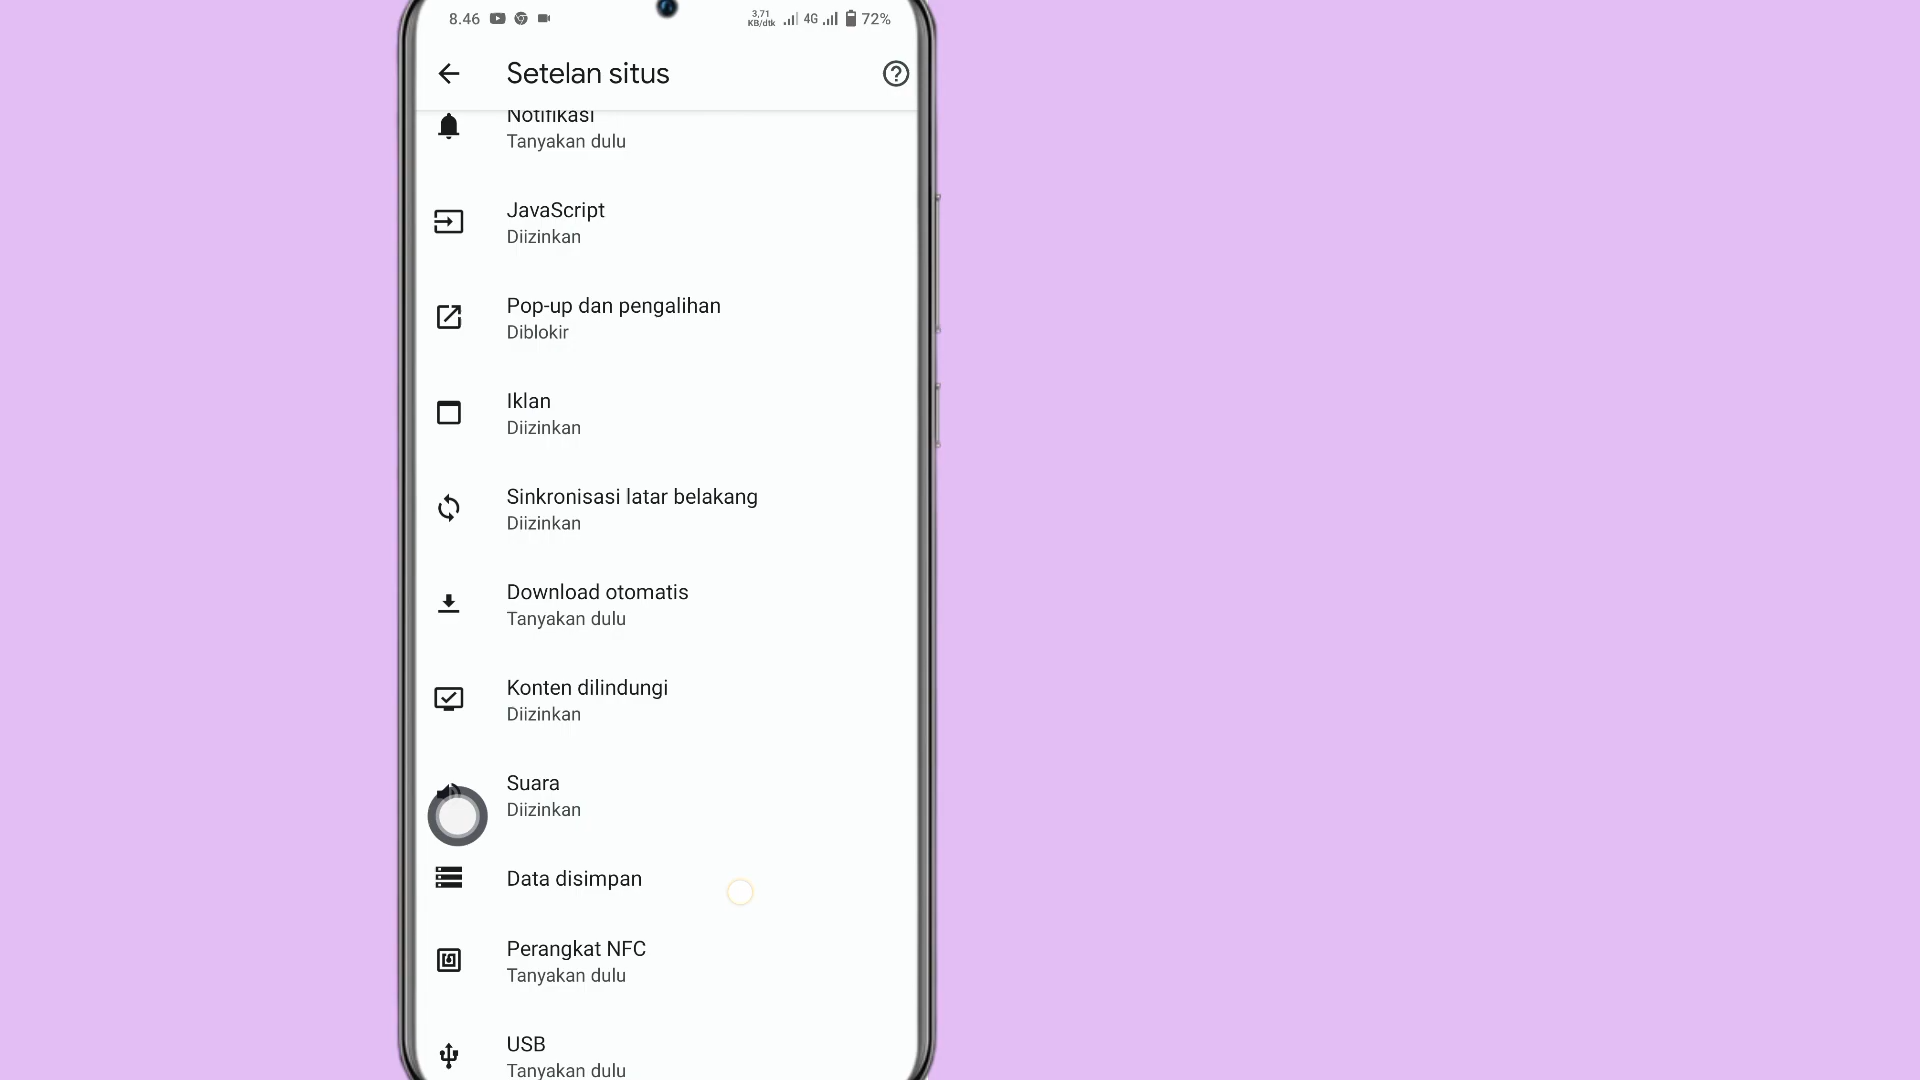 8.46
3,71
KB/dtk
4G
72%
Setelan situs
Notifikasi
Tanyakan dulu
JavaScript
Diizinkan
Pop-up dan pengalihan
Diblokir
Iklan
Diizinkan
Sinkronisasi latar belakang
Diizinkan
Download otomatis
Tanyakan dulu
Konten dilindungi
Diizinkan
Suara
Diizinkan
Data disimpan
Perangkat NFC
Tanyakan dulu
USB
Tanyakan dulu